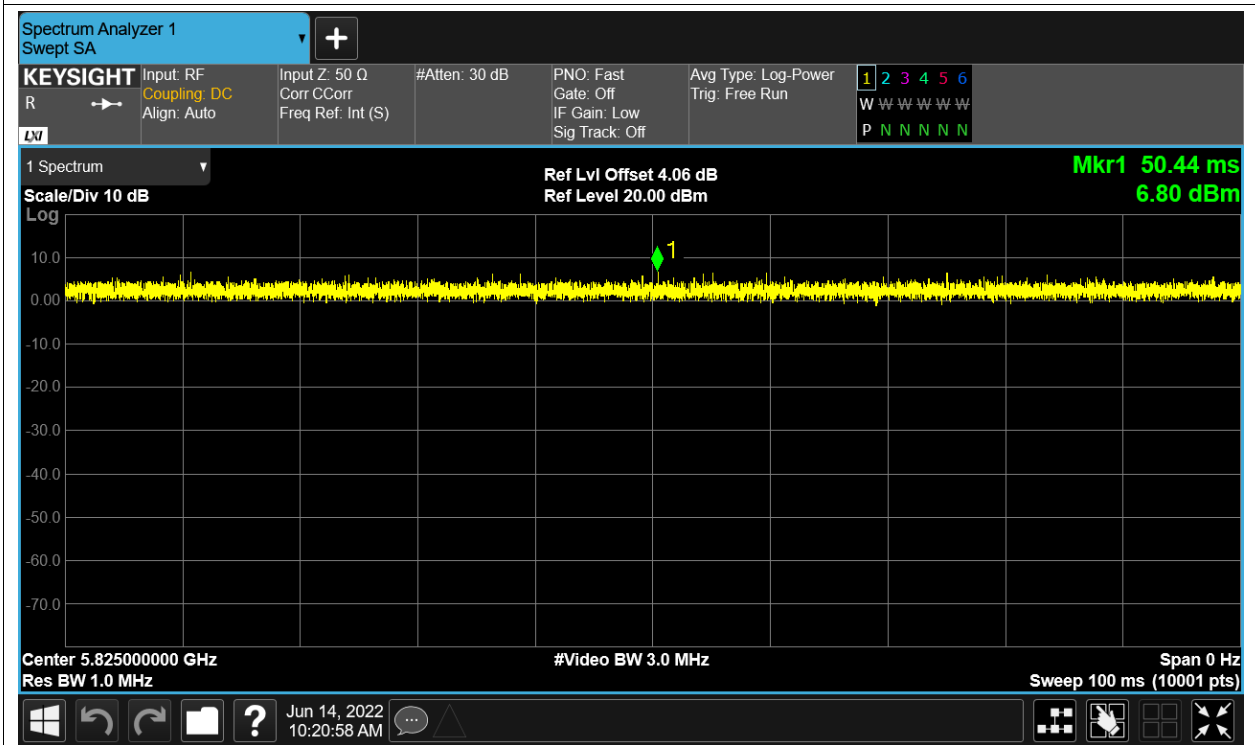 Spectrum Analyzer 1
Swept SA
KEYSIGHT
R
LXI
Input: RF
Coupling: DC
Align: Auto
Input Z: 50 Ω
Corr CCorr
Freq Ref: Int (S)
#Atten: 30 dB
PNO: Fast
Gate: Off
IF Gain: Low
Sig Track: Off
Avg Type: Log-Power
Trig: Free Run
1 2 3 4 5 6
W W W W W W
P N N N N N
1 Spectrum
Scale/Div 10 dB
Ref Lvl Offset 4.06 dB
Ref Level 20.00 dBm
Mkr1 50.44 ms
6.80 dBm
Log
1
10.0
0.00
-10.0
-20.0
-30.0
-40.0
-50.0
-60.0
-70.0
Center 5.825000000 GHz
Res BW 1.0 MHz
#Video BW 3.0 MHz
Span 0 Hz
Sweep 100 ms (10001 pts)
?
Jun 14, 2022
10:20:58 AM